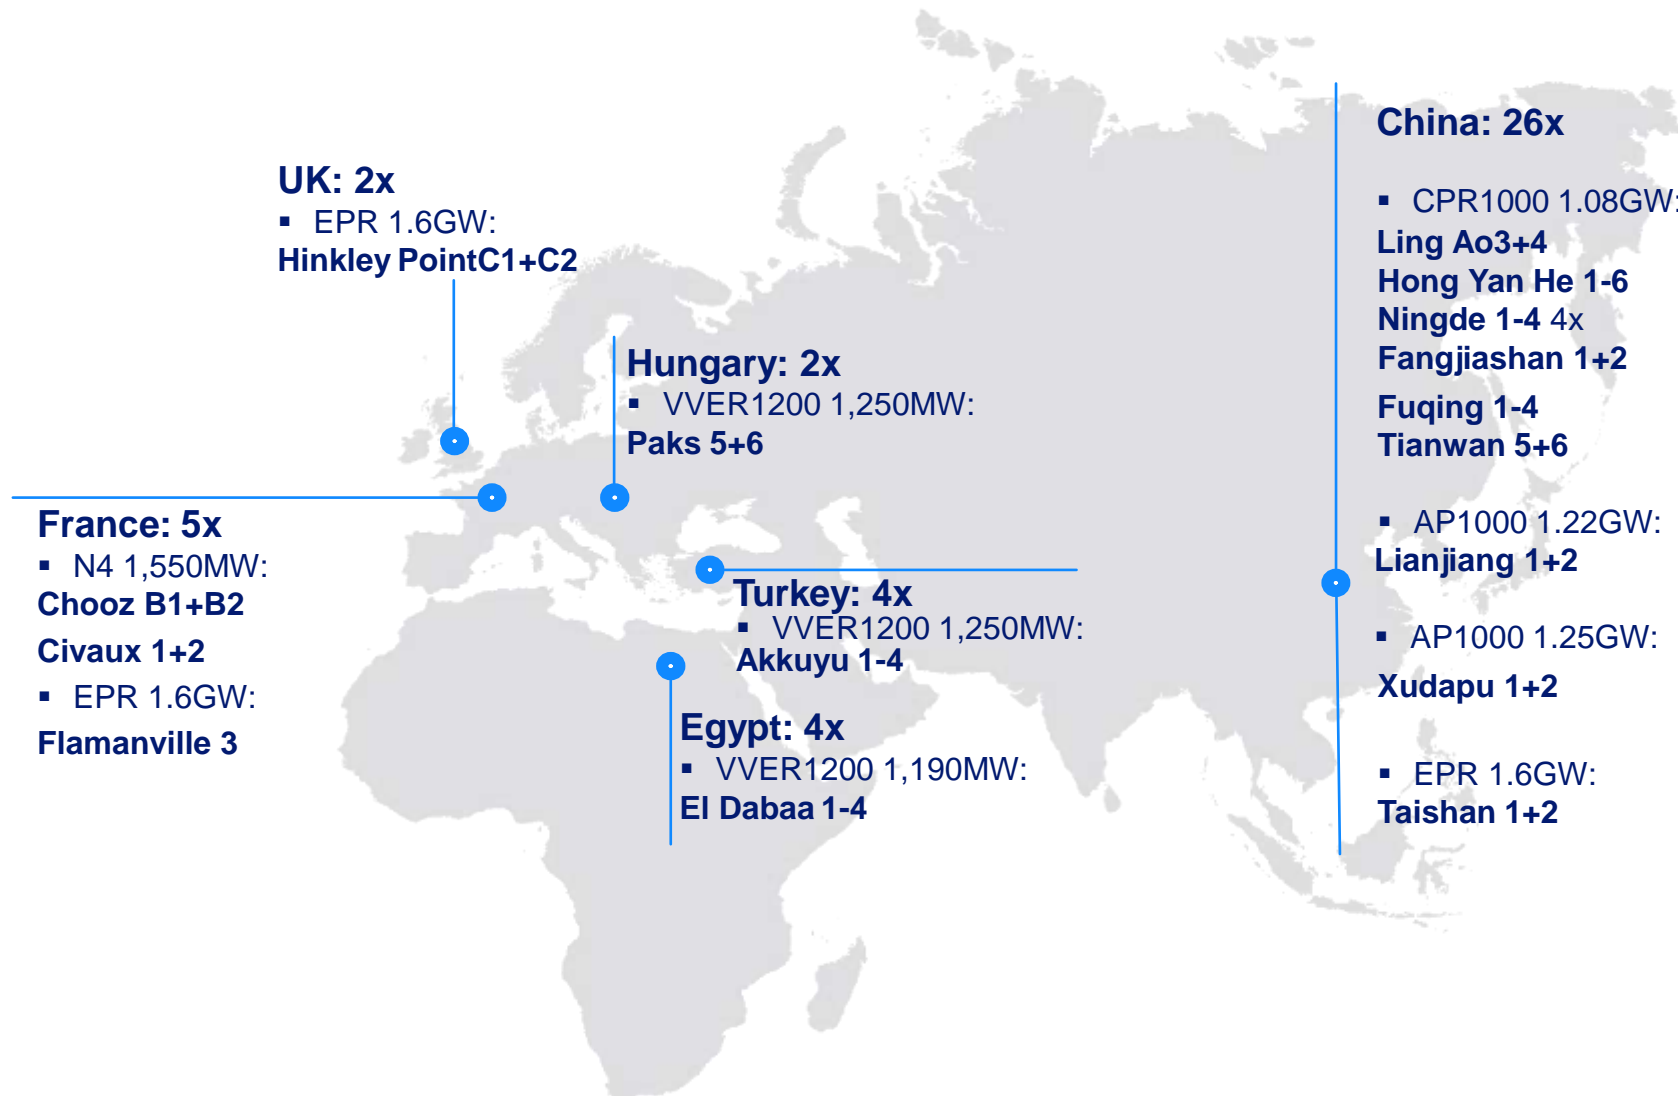 UK: 2x
▪ EPR 1.6GW:
Hinkley PointC1+C2
Hungary: 2x
▪ VVER1200 1,250MW:
Paks 5+6
France: 5x
▪ N4 1,550MW:
Chooz B1+B2
Civaux 1+2
▪ EPR 1.6GW:
Flamanville 3
Turkey: 4x
▪ VVER1200 1,250MW:
Akkuyu 1-4
Egypt: 4x
▪ VVER1200 1,190MW:
El Dabaa 1-4
China: 26x
▪ CPR1000 1.08GW:
Ling Ao3+4
Hong Yan He 1-6
Ningde 1-4 4x
Fangjiashan 1+2
Fuqing 1-4
Tianwan 5+6
▪ AP1000 1.22GW:
Lianjiang 1+2
▪ AP1000 1.25GW:
Xudapu 1+2
▪ EPR 1.6GW:
Taishan 1+2